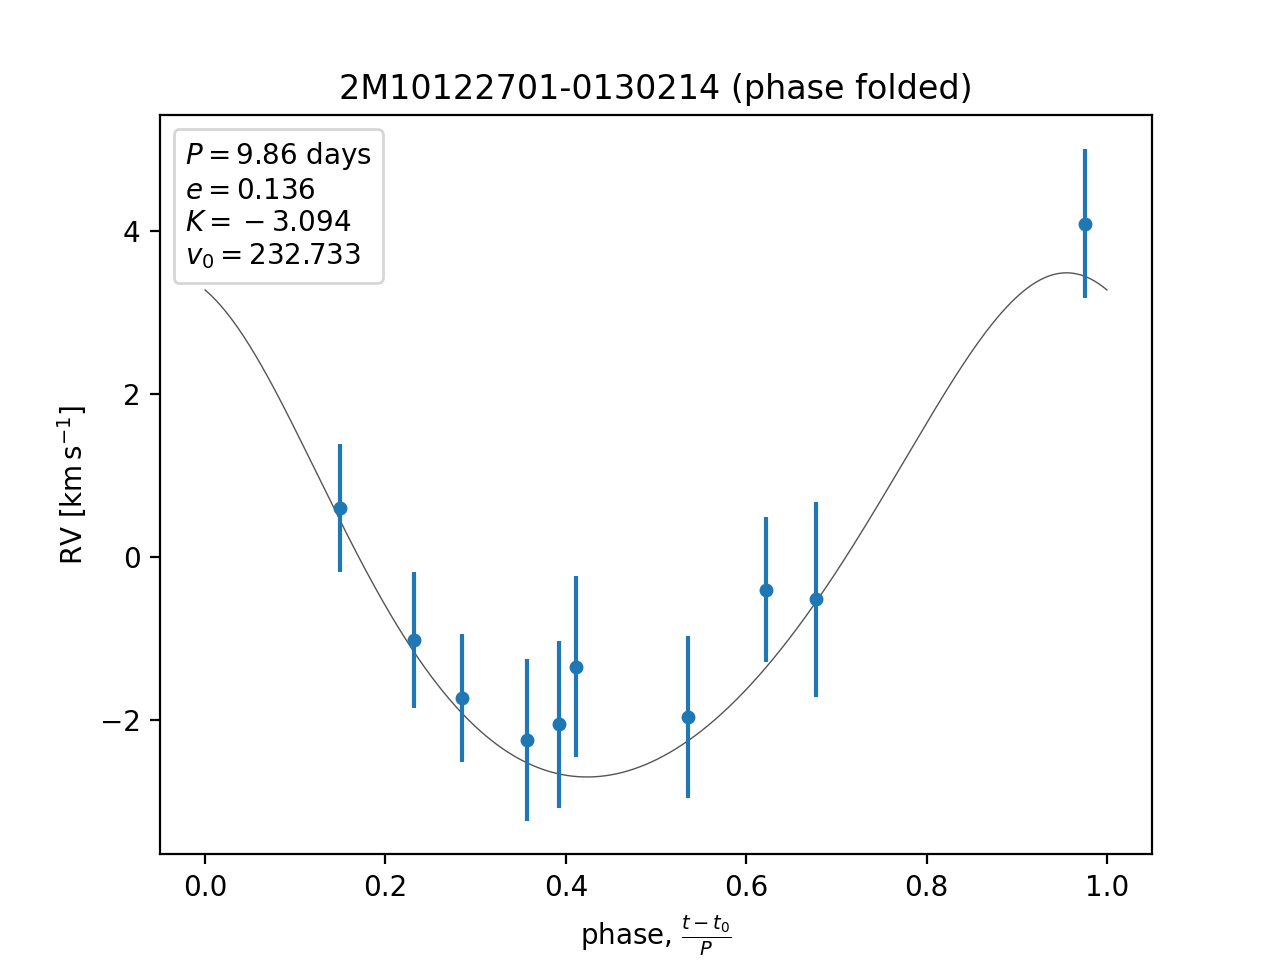 2M10122701-0130214 (phase folded)
P = 9.86 days
e = 0.136
K = −3.094
v₀ = 232.733
4
2
0
−2
RV [km s⁻¹]
0.0 0.2 0.4 0.6 0.8 1.0
phase, (t − t₀)/P